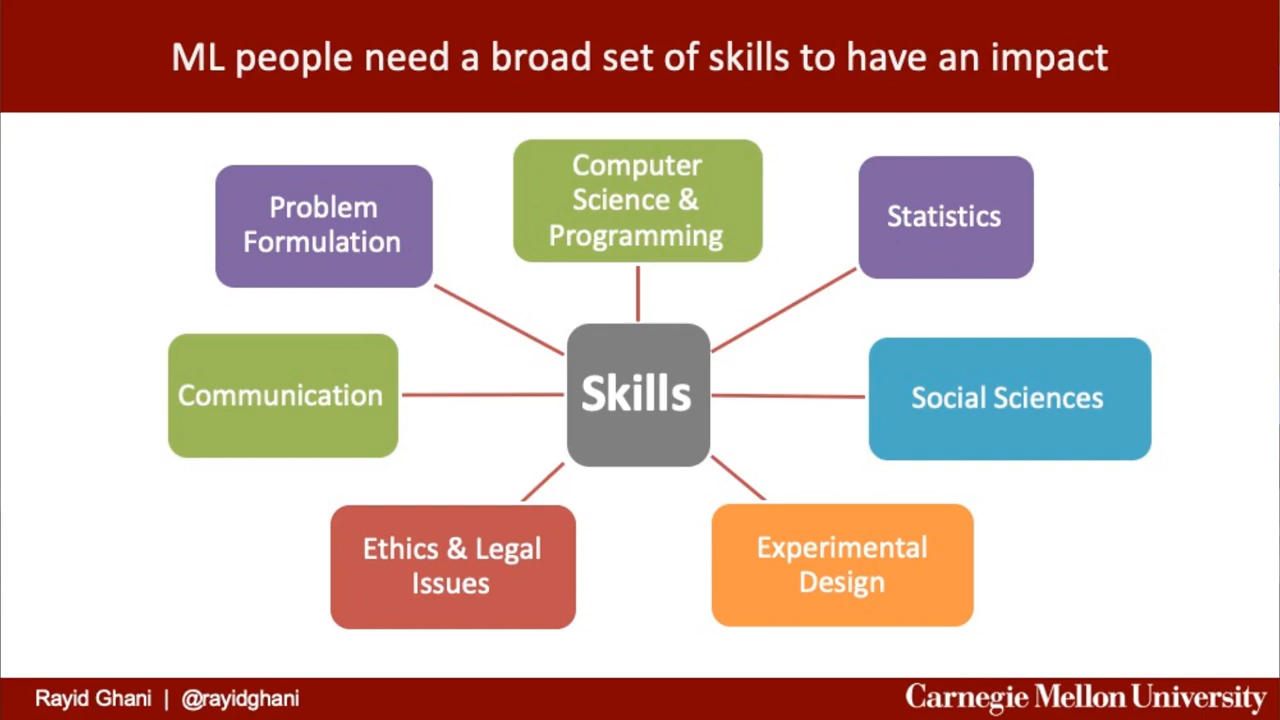 ML people need a broad set of skills to have an impact
Problem
Formulation
Computer
Science &
Programming
Statistics
Communication
Skills
Social Sciences
Ethics & Legal
Issues
Experimental
Design
Rayid Ghani | @rayidghani
Carnegie Mellon University